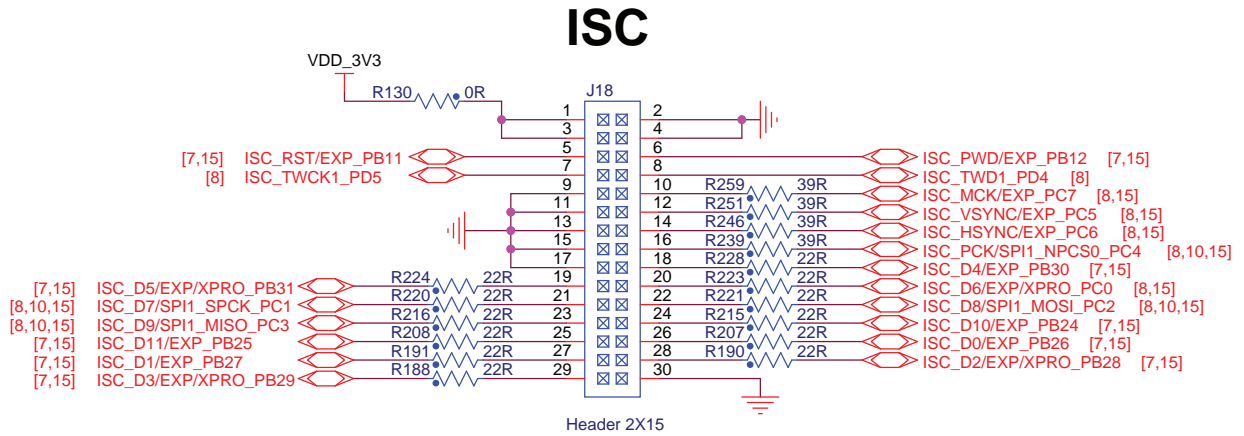 ISC
VDD_3V3
R130 0R
J18
1 2
3 4
[7,15] ISC_RST/EXP_PB11 5 6 ISC_PWD/EXP_PB12 [7,15]
[8] ISC_TWCK1_PD5 7 8 ISC_TWD1_PD4 [8]
9 10 R259 39R ISC_MCK/EXP_PC7 [8,15]
11 12 R251 39R ISC_VSYNC/EXP_PC5 [8,15]
13 14 R246 39R ISC_HSYNC/EXP_PC6 [8,15]
15 16 R239 39R ISC_PCK/SPI1_NPCS0_PC4 [8,10,15]
17 18 R228 22R ISC_D4/EXP_PB30 [7,15]
[7,15] ISC_D5/EXP/XPRO_PB31 R224 22R 19 20 R223 22R ISC_D6/EXP/XPRO_PC0 [8,15]
[8,10,15] ISC_D7/SPI1_SPCK_PC1 R220 22R 21 22 R221 22R ISC_D8/SPI1_MOSI_PC2 [8,10,15]
[8,10,15] ISC_D9/SPI1_MISO_PC3 R216 22R 23 24 R215 22R ISC_D10/EXP_PB24 [7,15]
[7,15] ISC_D11/EXP_PB25 R208 22R 25 26 R207 22R ISC_D0/EXP_PB26 [7,15]
[7,15] ISC_D1/EXP_PB27 R191 22R 27 28 R190 22R ISC_D2/EXP/XPRO_PB28 [7,15]
[7,15] ISC_D3/EXP/XPRO_PB29 R188 22R 29 30
Header 2X15